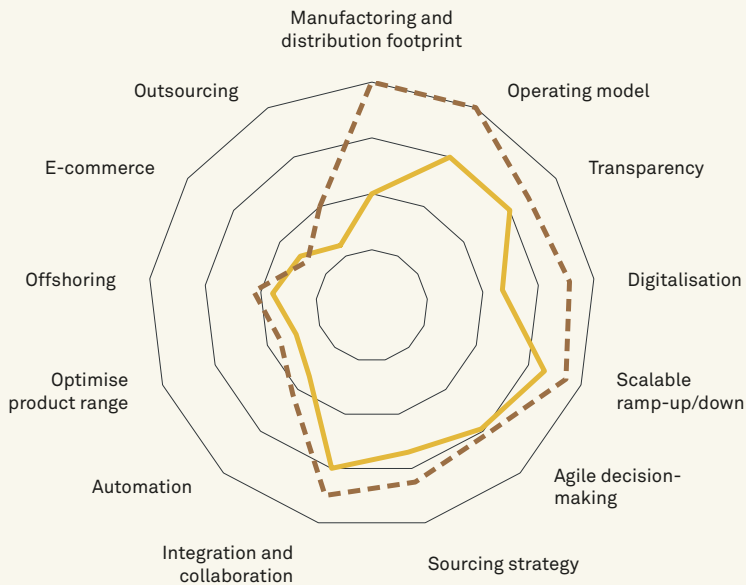 Manufactoring and
distribution footprint
Operating model
Transparency
Digitalisation
Scalable
ramp-up/down
Agile decision-
making
Sourcing strategy
Integration and
collaboration
Automation
Optimise
product range
Offshoring
E-commerce
Outsourcing